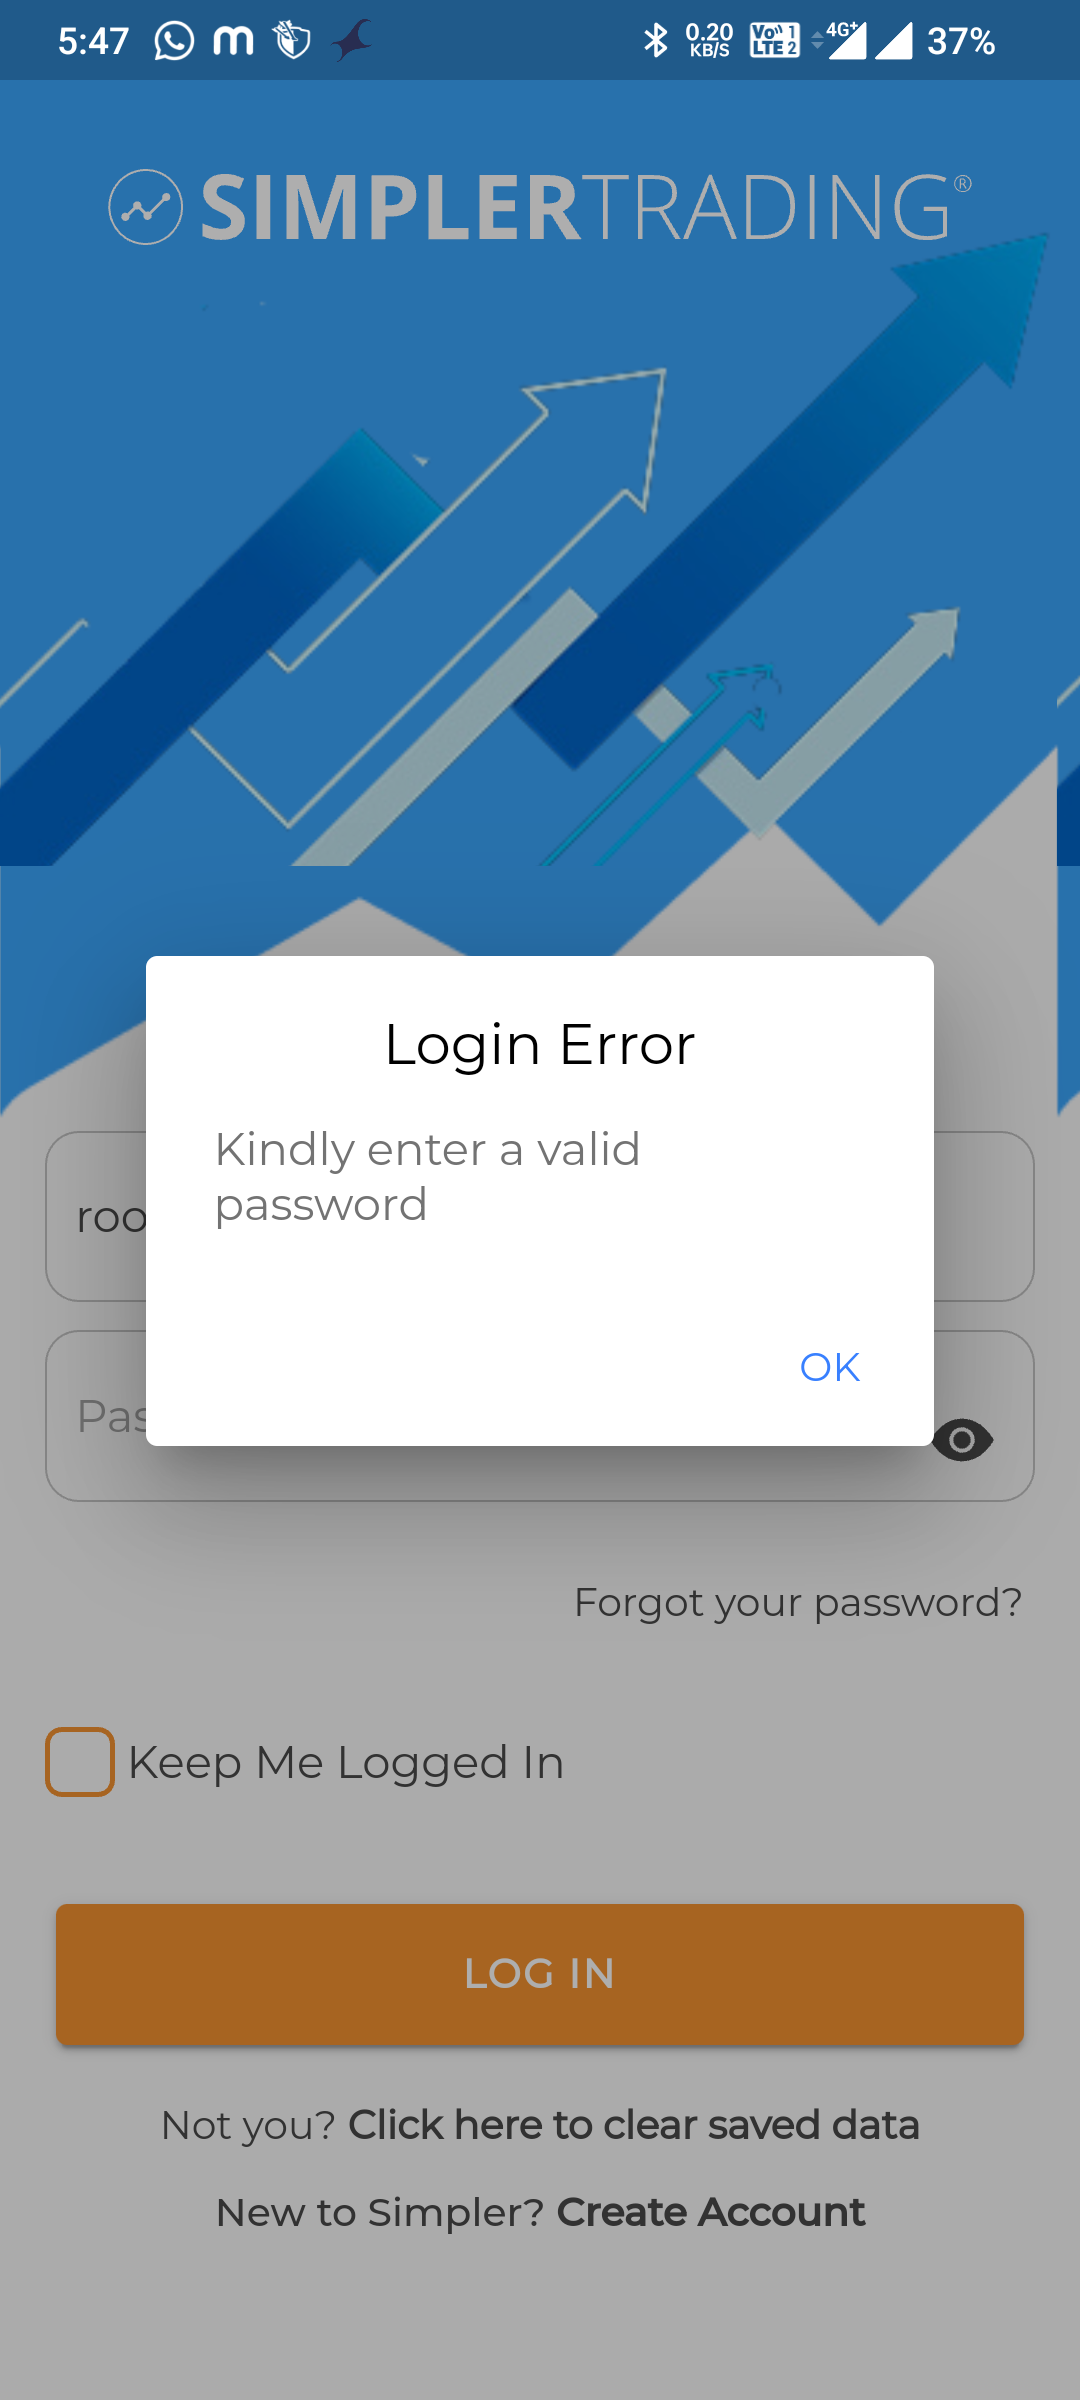 5:47 0.20 KB/S Vo LTE 1 2 4G+ 37%
SIMPLERTRADING®
Login Error
Kindly enter a valid
password
roo
OK
Pas
Forgot your password?
Keep Me Logged In
LOG IN
Not you? Click here to clear saved data
New to Simpler? Create Account